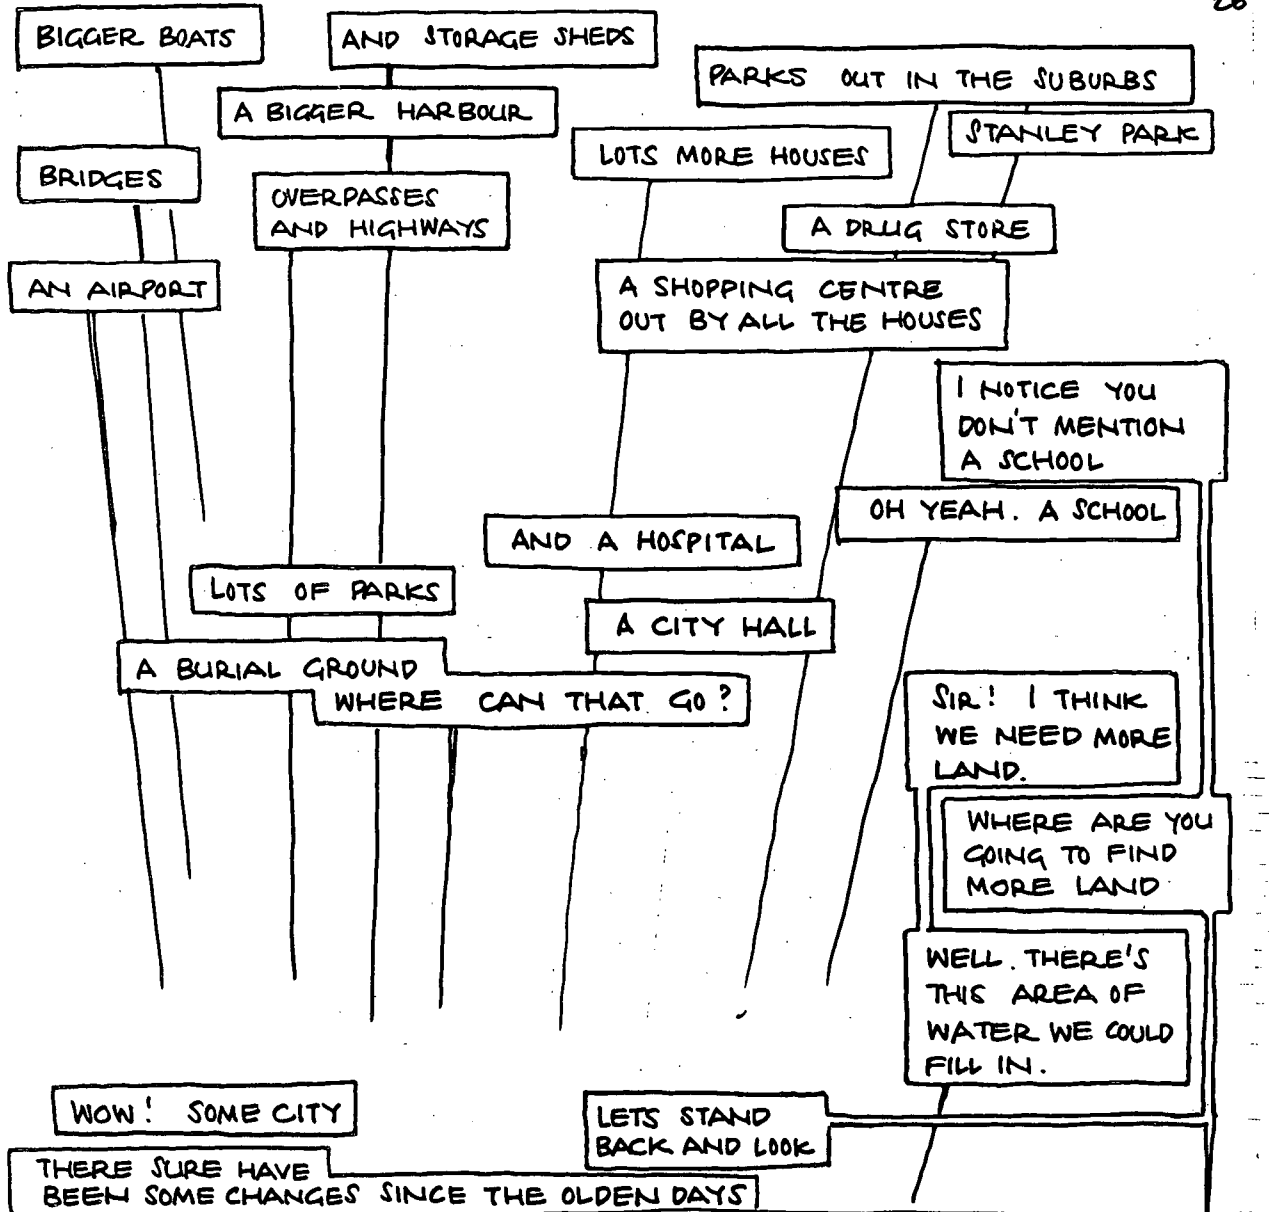 26
BIGGER BOATS
AND STORAGE SHEDS
PARKS OUT IN THE SUBURBS
A BIGGER HARBOUR
STANLEY PARK
LOTS MORE HOUSES
BRIDGES
OVERPASSES
AND HIGHWAYS
A DRUG STORE
AN AIRPORT
A SHOPPING CENTRE
OUT BY ALL THE HOUSES
I NOTICE YOU
DON'T MENTION
A SCHOOL
OH YEAH. A SCHOOL
AND A HOSPITAL
LOTS OF PARKS
A CITY HALL
A BURIAL GROUND
WHERE CAN THAT GO?
SIR! I THINK
WE NEED MORE
LAND.
WHERE ARE YOU
GOING TO FIND
MORE LAND
WELL. THERE'S
THIS AREA OF
WATER WE COULD
FILL IN.
WOW! SOME CITY
LETS STAND
BACK AND LOOK
THERE SURE HAVE
BEEN SOME CHANGES SINCE THE OLDEN DAYS